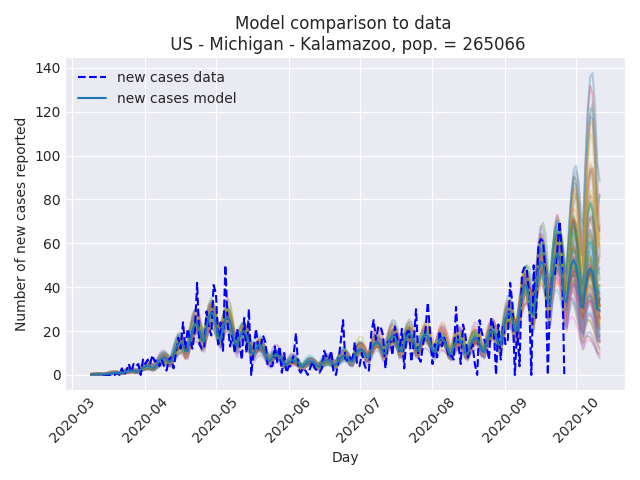 Model comparison to data
US - Michigan - Kalamazoo, pop. = 265066
new cases data
new cases model
Number of new cases reported
140
120
100
80
60
40
20
0
2020-03
2020-04
2020-05
2020-06
2020-07
2020-08
2020-09
2020-10
Day